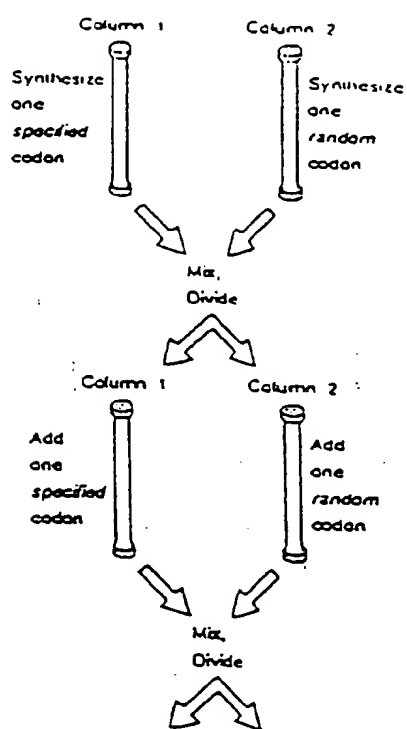 Column 1
Column 2
Synthesize
one
specified
codon
Synthesize
one
random
codon
Mix,
Divide
Column 1
Column 2
Add
one
specified
codon
Add
one
random
codon
Mix,
Divide